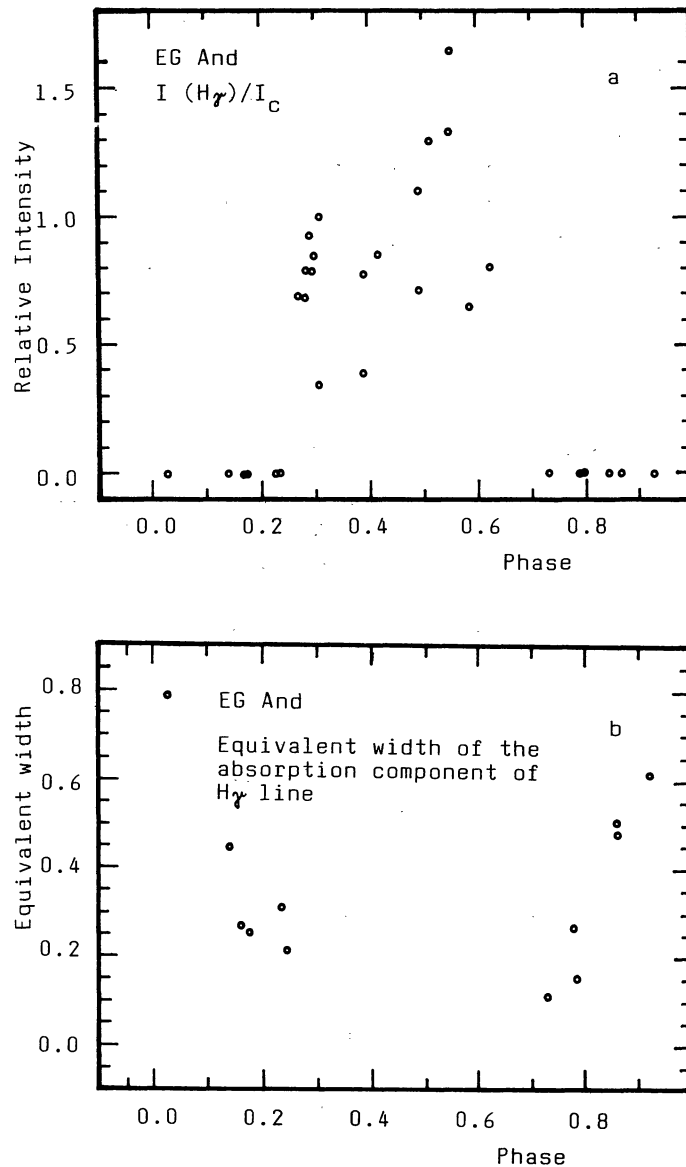 EG And
I (Hγ)/I_C
a
1.5
1.0
0.5
0.0
Relative Intensity
0.0 0.2 0.4 0.6 0.8
Phase
EG And
b
Equivalent width of the
absorption component of
Hγ line
0.8
0.6
0.4
0.2
0.0
Equivalent width
0.0 0.2 0.4 0.6 0.8
Phase